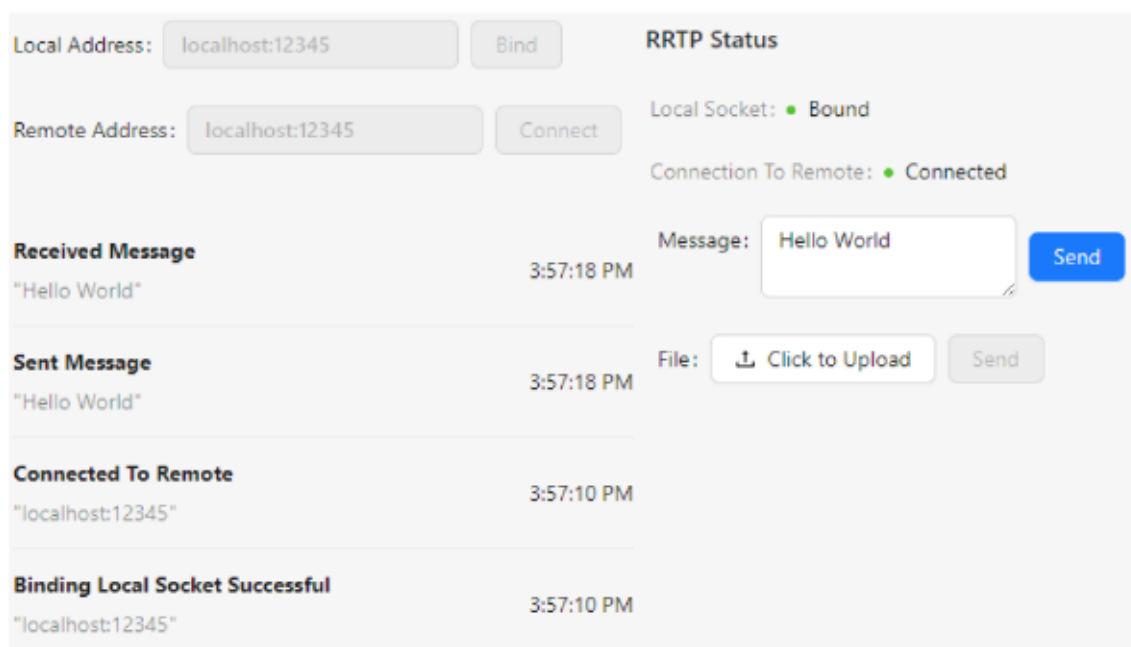 Local Address: localhost:12345 Bind
Remote Address: localhost:12345 Connect
Received Message
"Hello World"
3:57:18 PM
Sent Message
"Hello World"
3:57:18 PM
Connected To Remote
"localhost:12345"
3:57:10 PM
Binding Local Socket Successful
"localhost:12345"
3:57:10 PM
RRTP Status
Local Socket: Bound
Connection To Remote: Connected
Message: Hello World Send
File: Click to Upload Send